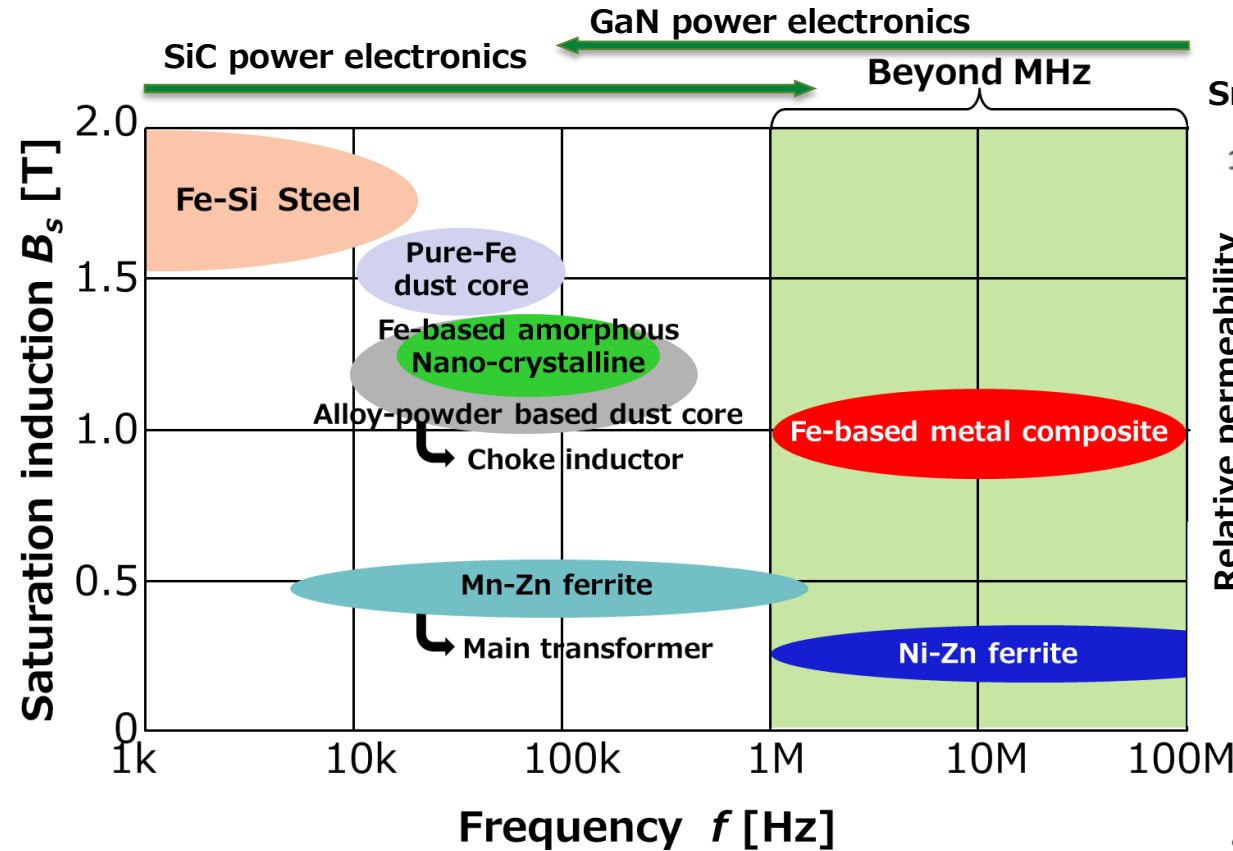 GaN power electronics
SiC power electronics
Beyond MHz
Saturation induction Bs [T]
2.0
1.5
1.0
0.5
0
Fe-Si Steel
Pure-Fe
dust core
Fe-based amorphous
Nano-crystalline
Alloy-powder based dust core
Choke inductor
Fe-based metal composite
Mn-Zn ferrite
Main transformer
Ni-Zn ferrite
1k
10k
100k
1M
10M
100M
Frequency f [Hz]
Relative permeability